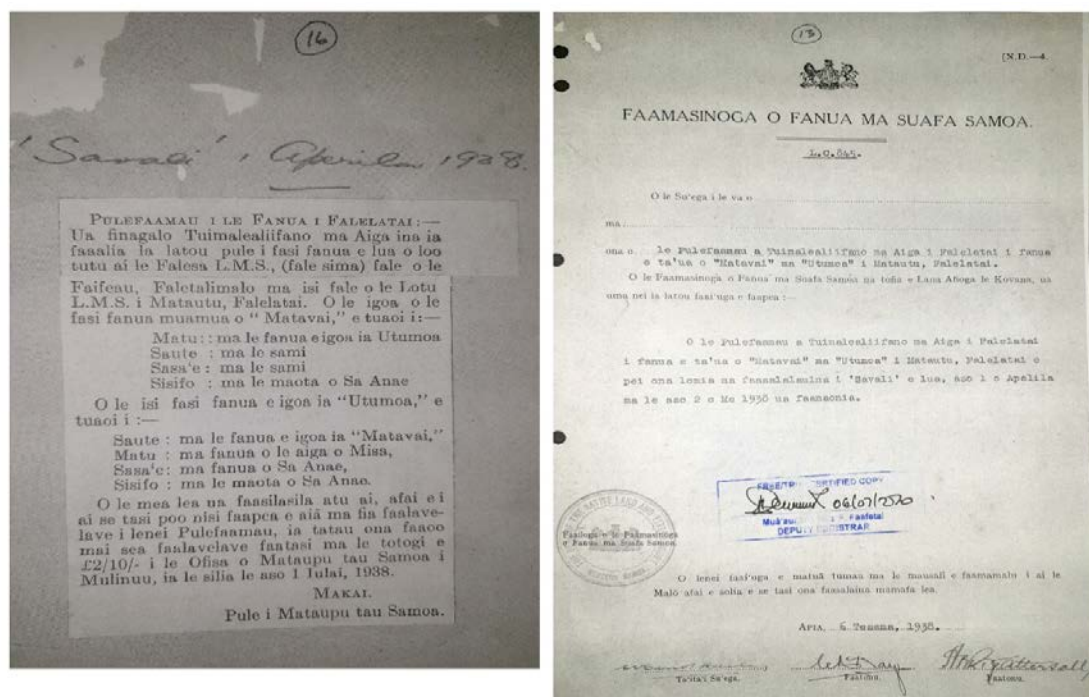 16
'Savali', Aperila 1938.
PULEFAAMAU I LE FANUA I FALELATAI:—
Ua finagalo Tuimalealiifano ma Aiga ina ia
faaalia la latou pule i fasi fanua e lua o loo
tutu ai le Falesa L.M.S., (fale sima) fale o le
Faifeau, Faletalimalo ma isi fale o le Lotu
L.M.S. i Matautu, Falelatai. O le igoa o le
fasi fanua muamua o "Matavai," e tuaoi i:—
Matu : : ma le fanua e igoa ia Utumoa
Saute : ma le sami
Sasa'e : ma le sami
Sisifo : ma le maota o Sa Anae
O le isi fasi fanua e igoa ia "Utumoa," e
tuaoi i :—
Saute : ma le fanua e igoa ia "Matavai,"
Matu : ma fanua o le aiga o Misa,
Sasa'e: ma fanua o Sa Anae,
Sisifo : ma le maota o Sa Anae.
O le mea lea ua faasilasila atu ai, afai e i
ai se tasi poo nisi faapea e aiā ma fia faalave-
lave i lenei Pulefaamau, ia tatau ona faaoo
mai sea faalavelave faatasi ma le totogi e
£2/10/- i le Ofisa o Mataupu tau Samoa i
Mulinuu, ia le silia le aso 1 Iulai, 1938.
MAKAI.
Pule i Mataupu tau Samoa.
13
[N.D.—4.
FAAMASINOGA O FANUA MA SUAFA SAMOA.
L.C.845.
O le Su'ega i le va o
ma
ona o le Pulefaamau a Tuimalealiifano ma Aiga i Falelatai i fanua
e ta'ua o "Matavai" ma "Utumoa" i Matautu, Falelatai.
O le Faamasinoga o Fanua ma Suafa Samoa na tofia e Lana Afioga le Kovana, ua
uma nei la latou faai'uga e faapea :—
O le Pulefaamau a Tuimalealiifano ma Aiga i Falelatai
i fanua e ta'ua o "Matavai" ma "Utumoa" i Matautu, Falelatai o
pei ona lomia ma faasalalauina i 'Savali' e lua, aso 1 o Apelila
ma le aso 2 o Me 1938 ua faamaonia.
CERTIFIED COPY
06/07/2020
Faafetai
DEPUTY REGISTRAR
Faailoga o le Faamasinoga
o Fanua ma Suafa Samoa.
O lenei faai'uga e matuā tumau ma le mausali e faamamalu i ai le
Malō afai e solia e se tasi ona faasalaina mamafa lea.
APIA, 6 Iunana, 1938.
Ta'ita'i Su'ega.
Faatonu.
Faatonu.